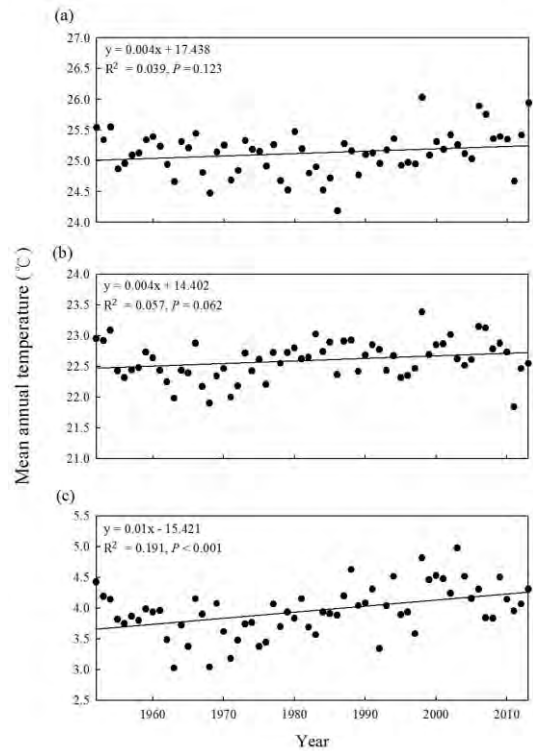 (a)
y = 0.004x + 17.438
R² = 0.039, P = 0.123
27.0
26.5
26.0
25.5
25.0
24.5
24.0
(b)
y = 0.004x + 14.402
R² = 0.057, P = 0.062
24.0
23.5
23.0
22.5
22.0
21.5
21.0
Mean annual temperature (℃)
(c)
y = 0.01x - 15.421
R² = 0.191, P < 0.001
5.5
5.0
4.5
4.0
3.5
3.0
2.5
1960 1970 1980 1990 2000 2010
Year